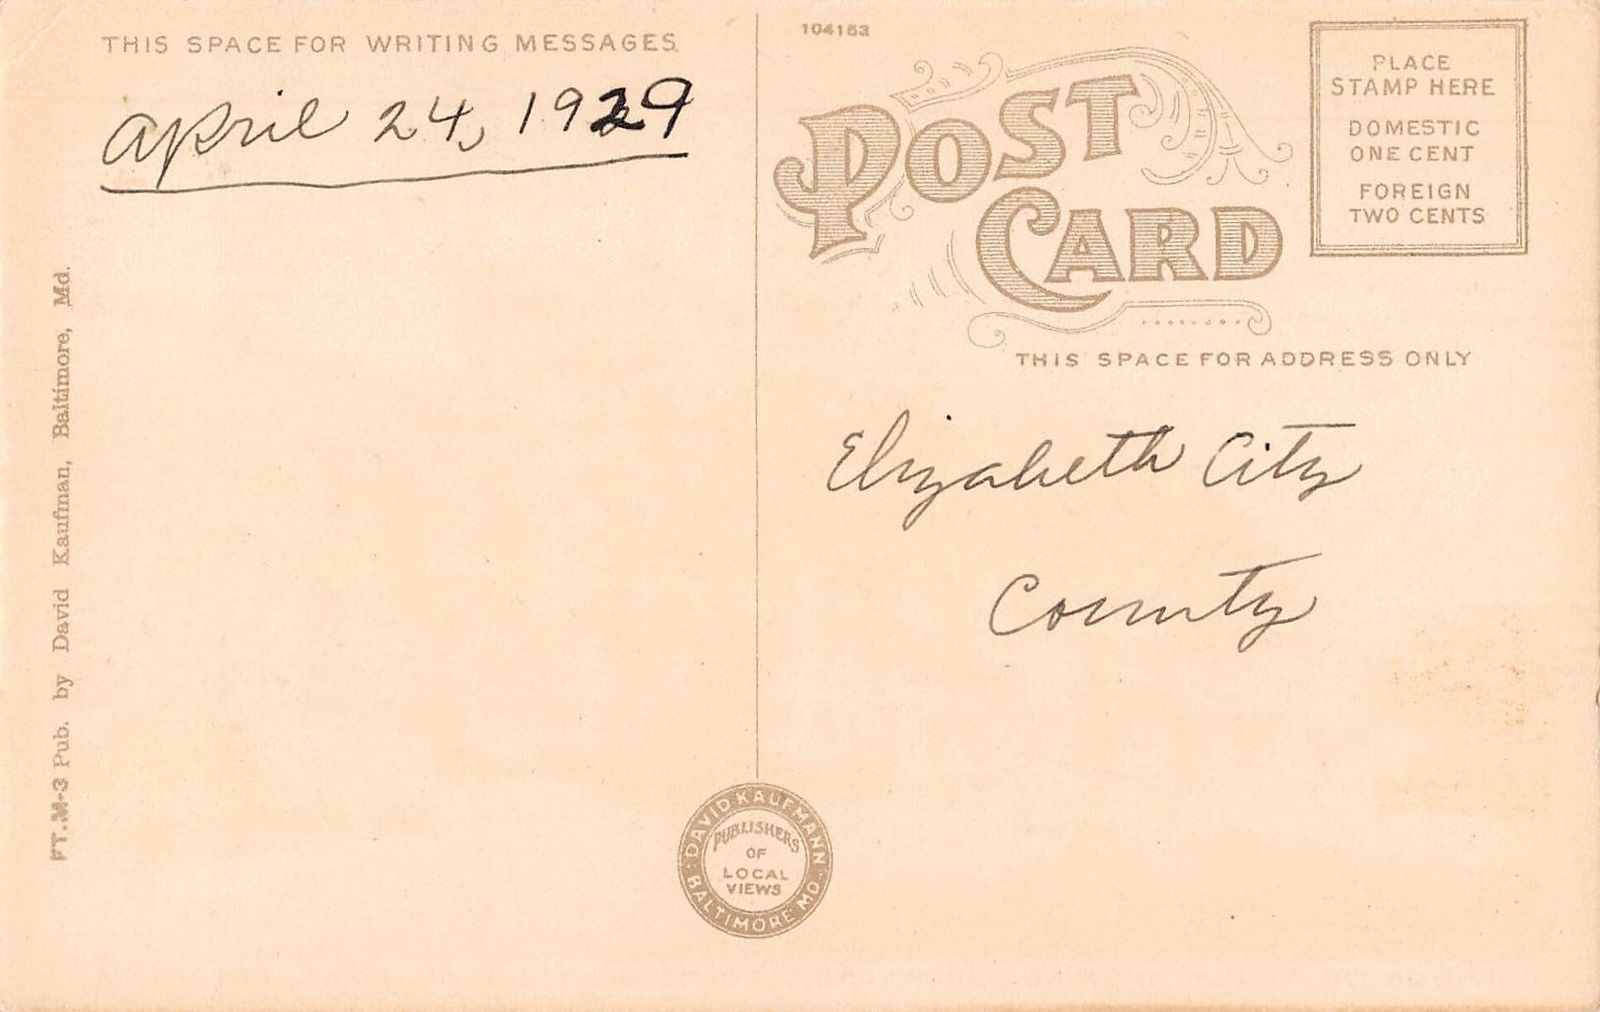 THIS SPACE FOR WRITING MESSAGES
April 24, 1929
FT. M-3 Pub. by David Kaufman, Baltimore, Md.
104153
POST
CARD
PLACE
STAMP HERE
DOMESTIC
ONE CENT
FOREIGN
TWO CENTS
THIS SPACE FOR ADDRESS ONLY
Elizabeth City
County
DAVID KAUFMANN
BALTIMORE MD.
PUBLISHERS
OF
LOCAL
VIEWS